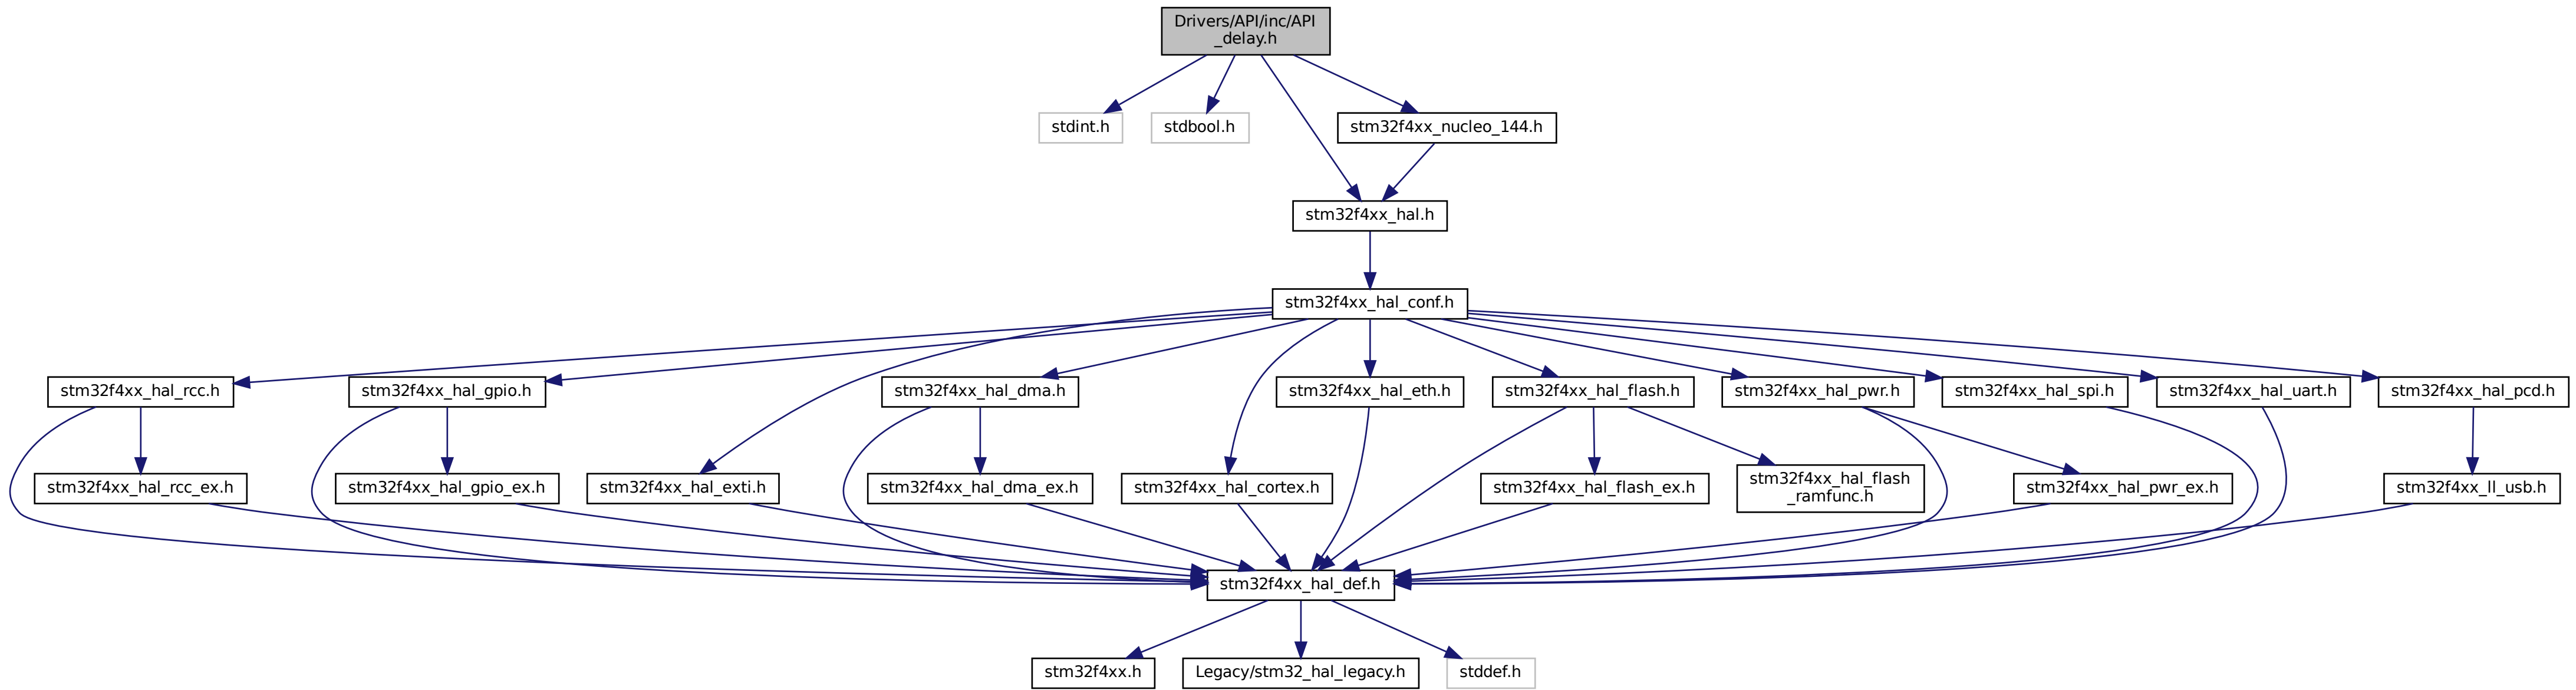 Drivers/API/inc/API
_delay.h
stdint.h
stdbool.h
stm32f4xx_nucleo_144.h
stm32f4xx_hal.h
stm32f4xx_hal_conf.h
stm32f4xx_hal_rcc.h
stm32f4xx_hal_gpio.h
stm32f4xx_hal_dma.h
stm32f4xx_hal_eth.h
stm32f4xx_hal_flash.h
stm32f4xx_hal_pwr.h
stm32f4xx_hal_spi.h
stm32f4xx_hal_uart.h
stm32f4xx_hal_pcd.h
stm32f4xx_hal_rcc_ex.h
stm32f4xx_hal_gpio_ex.h
stm32f4xx_hal_exti.h
stm32f4xx_hal_dma_ex.h
stm32f4xx_hal_cortex.h
stm32f4xx_hal_flash_ex.h
stm32f4xx_hal_flash
_ramfunc.h
stm32f4xx_hal_pwr_ex.h
stm32f4xx_ll_usb.h
stm32f4xx_hal_def.h
stm32f4xx.h
Legacy/stm32_hal_legacy.h
stddef.h